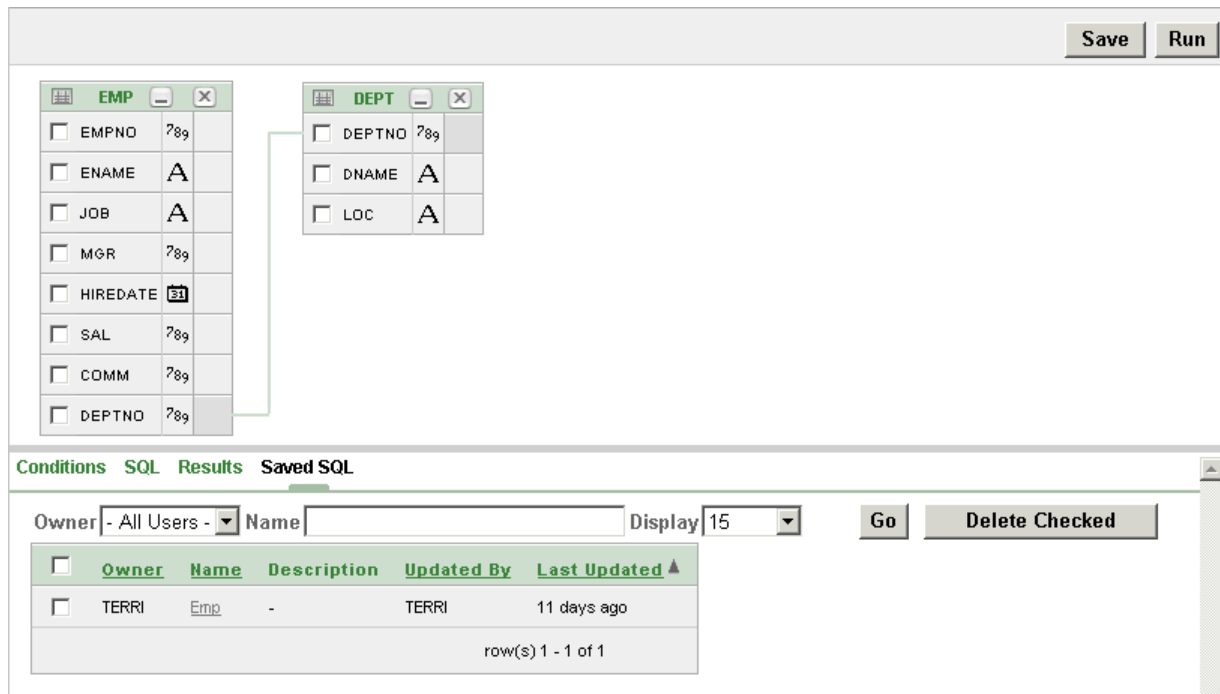 Save Run
EMP
EMPNO 789
ENAME A
JOB A
MGR 789
HIREDATE 31
SAL 789
COMM 789
DEPTNO 789
DEPT
DEPTNO 789
DNAME A
LOC A
Conditions SQL Results Saved SQL
Owner - All Users - Name Display 15 Go Delete Checked
Owner Name Description Updated By Last Updated
TERRI Emp - TERRI 11 days ago
row(s) 1 - 1 of 1